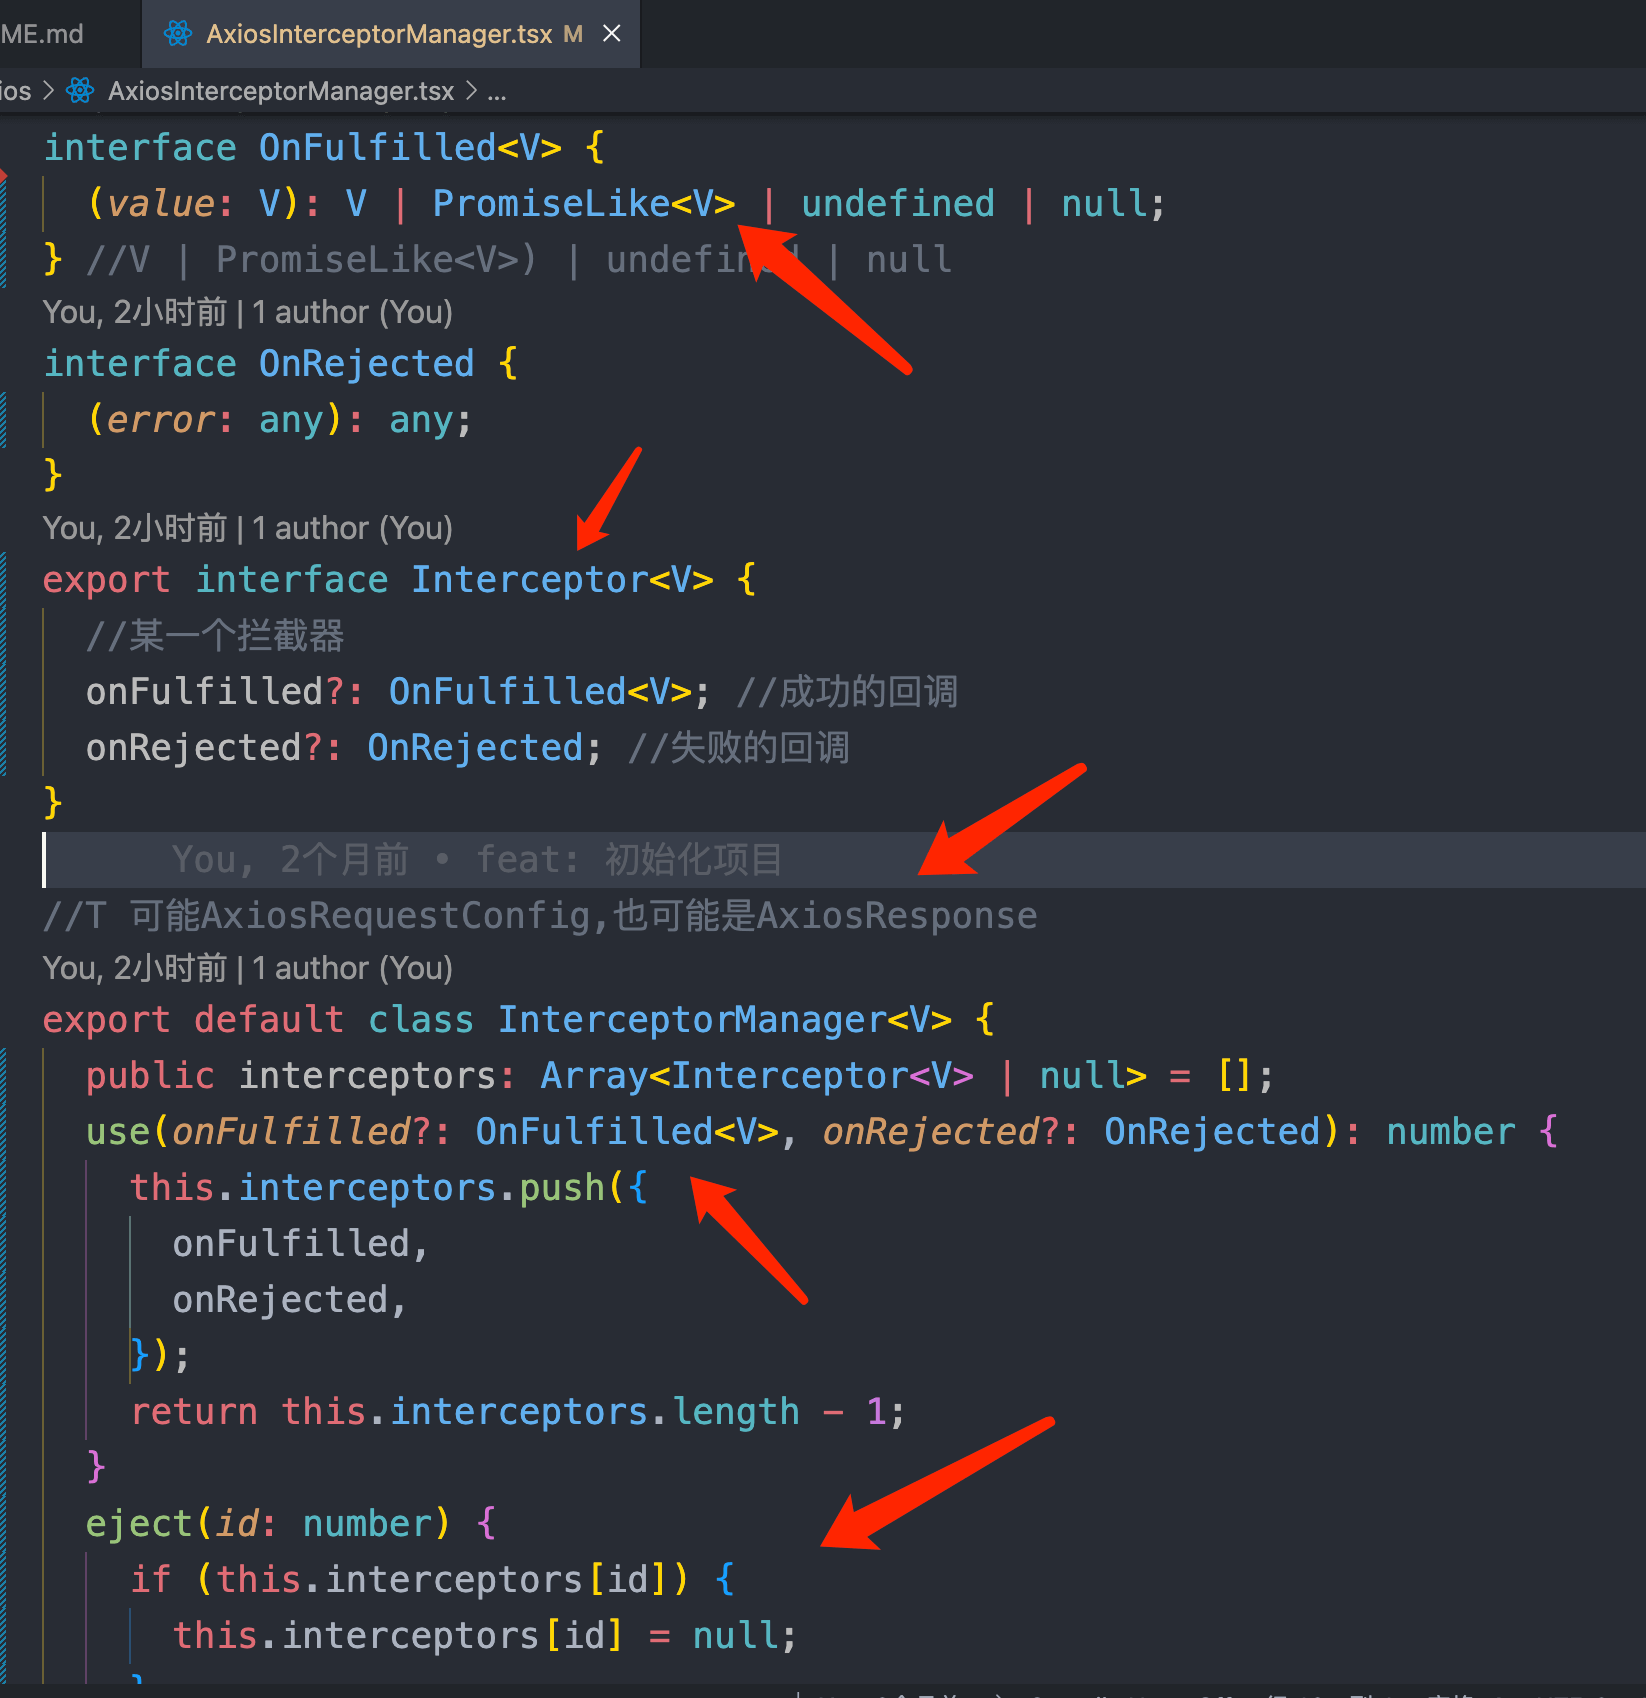 ME.md
AxiosInterceptorManager.tsx M
ios > AxiosInterceptorManager.tsx > ...
interface OnFulfilled<V> {
(value: V): V | PromiseLike<V> | undefined | null;
} //V | PromiseLike<V>) | undefined | null
You, 2小时前 | 1 author (You)
interface OnRejected {
(error: any): any;
}
You, 2小时前 | 1 author (You)
export interface Interceptor<V> {
//某一个拦截器
onFulfilled?: OnFulfilled<V>; //成功的回调
onRejected?: OnRejected; //失败的回调
}
You, 2个月前 • feat: 初始化项目
//T 可能AxiosRequestConfig,也可能是AxiosResponse
You, 2小时前 | 1 author (You)
export default class InterceptorManager<V> {
public interceptors: Array<Interceptor<V> | null> = [];
use(onFulfilled?: OnFulfilled<V>, onRejected?: OnRejected): number {
this.interceptors.push({
onFulfilled,
onRejected,
});
return this.interceptors.length - 1;
}
eject(id: number) {
if (this.interceptors[id]) {
this.interceptors[id] = null;
}